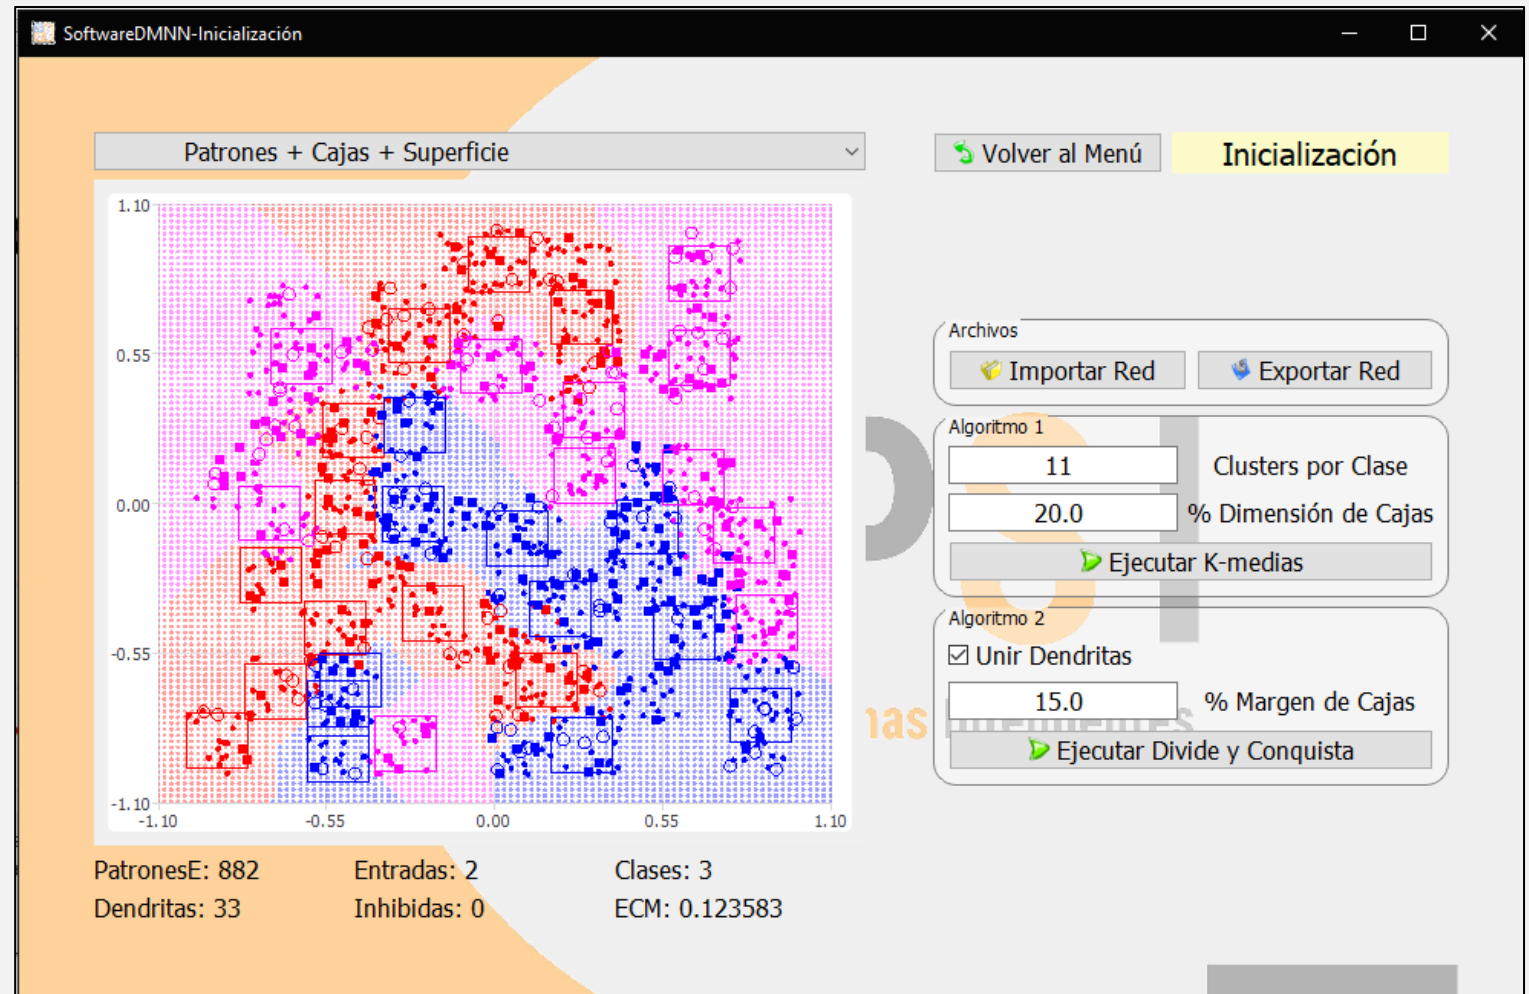 SoftwareDMNN-Inicialización
Patrones + Cajas + Superficie
Volver al Menú
Inicialización
1.10
0.55
0.00
-0.55
-1.10
-1.10 -0.55 0.00 0.55 1.10
Archivos
Importar Red
Exportar Red
Algoritmo 1
11 Clusters por Clase
20.0 % Dimensión de Cajas
Ejecutar K-medias
Algoritmo 2
Unir Dendritas
15.0 % Margen de Cajas
Ejecutar Divide y Conquista
PatronesE: 882 Entradas: 2 Clases: 3
Dendritas: 33 Inhibidas: 0 ECM: 0.123583